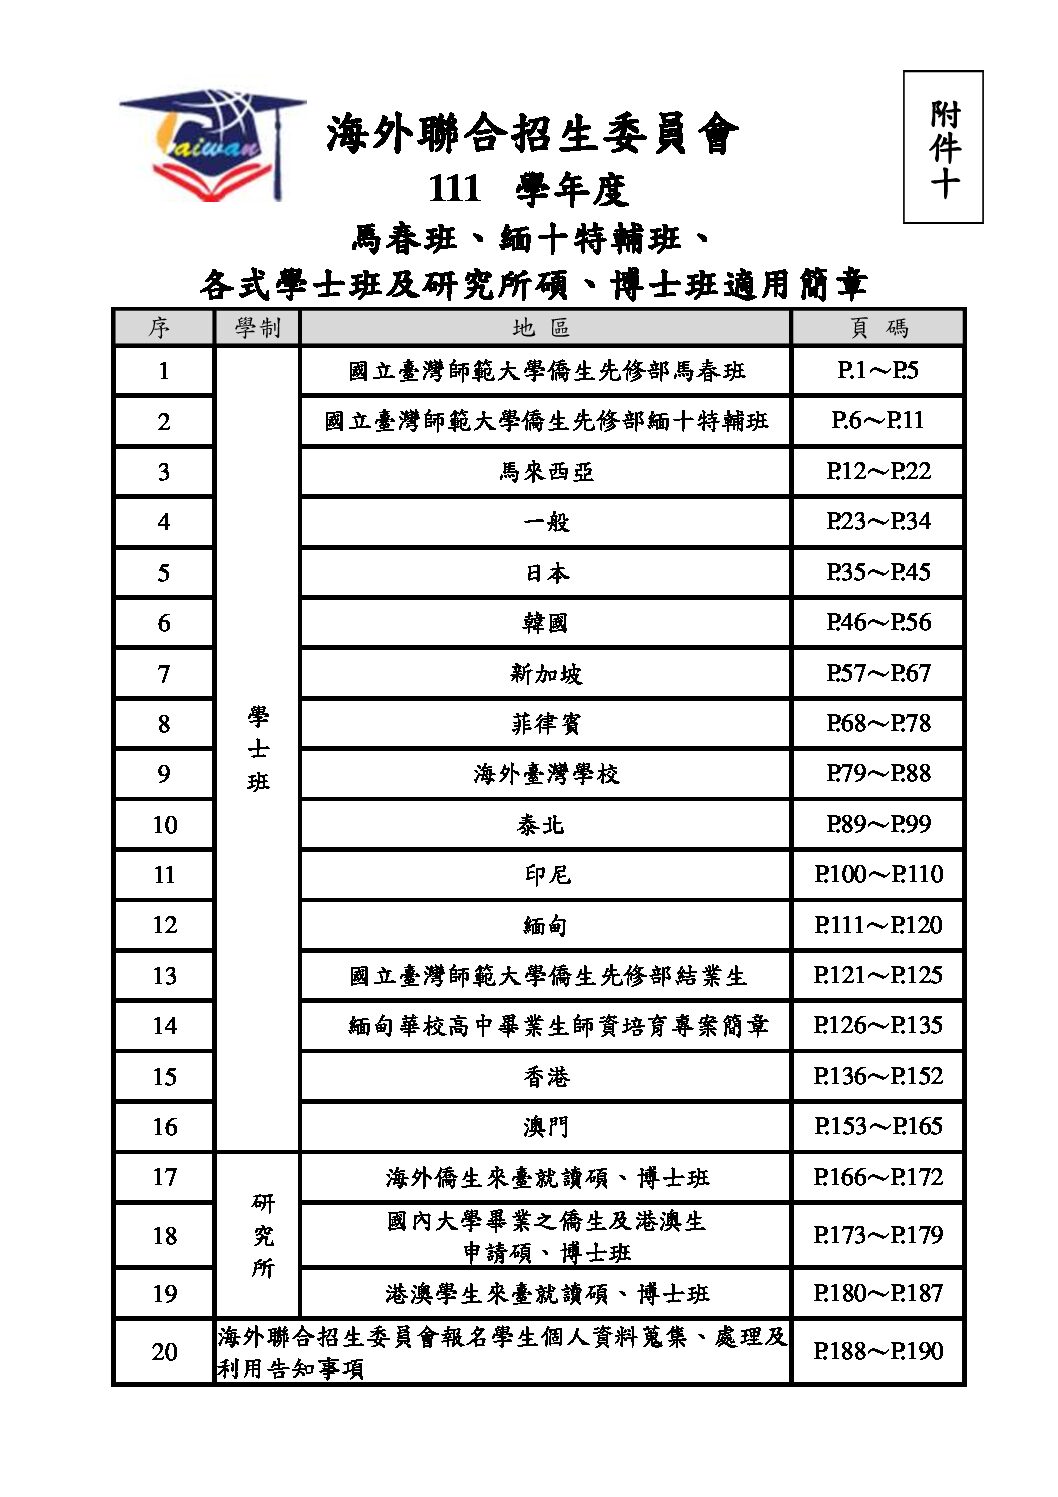 附件十
Taiwan
海外聯合招生委員會
111 學年度
馬春班、緬十特輔班、
各式學士班及研究所碩、博士班適用簡章
序 學制 地區 頁碼
1 國立臺灣師範大學僑生先修部馬春班 P.1～P.5
2 國立臺灣師範大學僑生先修部緬十特輔班 P.6～P.11
3 馬來西亞 P.12～P.22
4 一般 P.23～P.34
5 日本 P.35～P.45
6 韓國 P.46～P.56
7 新加坡 P.57～P.67
學士班
8 菲律賓 P.68～P.78
9 海外臺灣學校 P.79～P.88
10 泰北 P.89～P.99
11 印尼 P.100～P.110
12 緬甸 P.111～P.120
13 國立臺灣師範大學僑生先修部結業生 P.121～P.125
14 緬甸華校高中畢業生師資培育專案簡章 P.126～P.135
15 香港 P.136～P.152
16 澳門 P.153～P.165
17 海外僑生來臺就讀碩、博士班 P.166～P.172
研究所
18 國內大學畢業之僑生及港澳生
申請碩、博士班 P.173～P.179
19 港澳學生來臺就讀碩、博士班 P.180～P.187
20 海外聯合招生委員會報名學生個人資料蒐集、處理及
利用告知事項 P.188～P.190